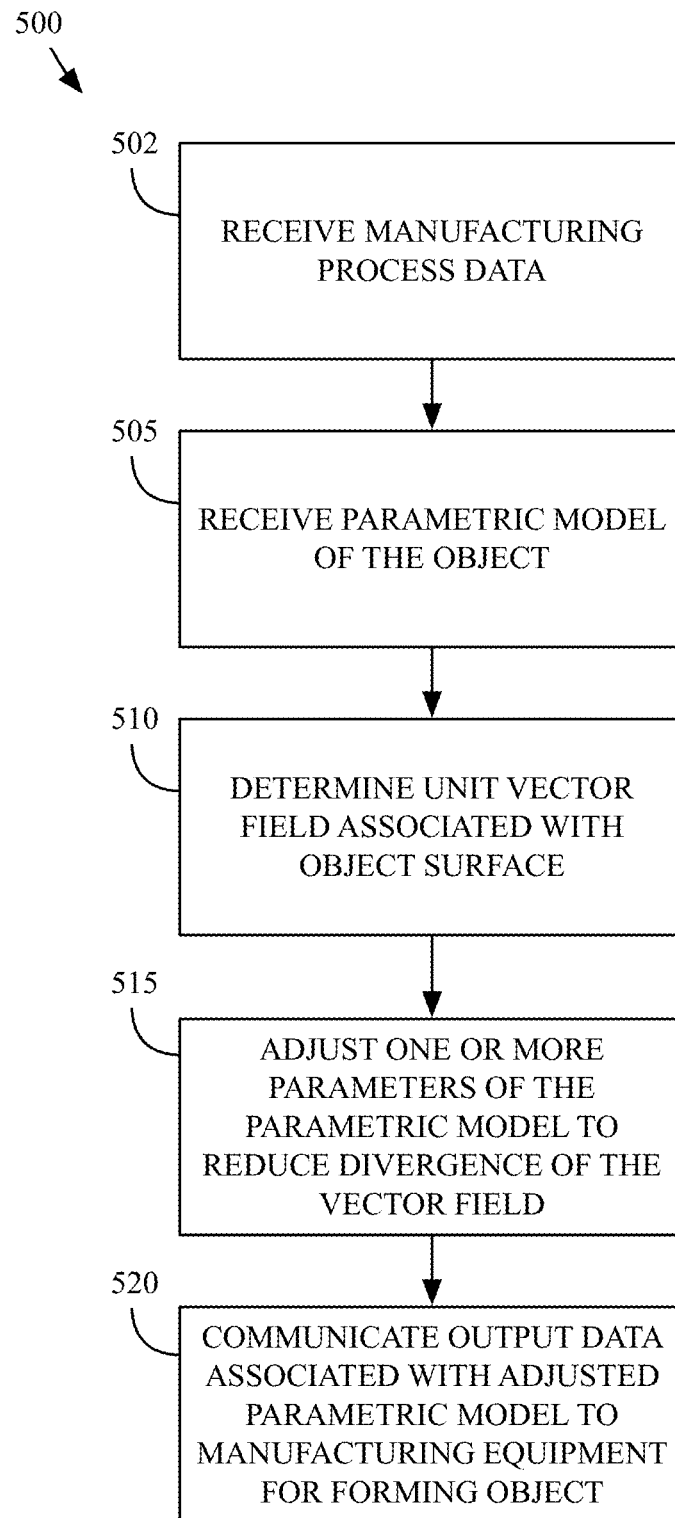 500
502
RECEIVE MANUFACTURING
PROCESS DATA
505
RECEIVE PARAMETRIC MODEL
OF THE OBJECT
510
DETERMINE UNIT VECTOR
FIELD ASSOCIATED WITH
OBJECT SURFACE
515
ADJUST ONE OR MORE
PARAMETERS OF THE
PARAMETRIC MODEL TO
REDUCE DIVERGENCE OF THE
VECTOR FIELD
520
COMMUNICATE OUTPUT DATA
ASSOCIATED WITH ADJUSTED
PARAMETRIC MODEL TO
MANUFACTURING EQUIPMENT
FOR FORMING OBJECT